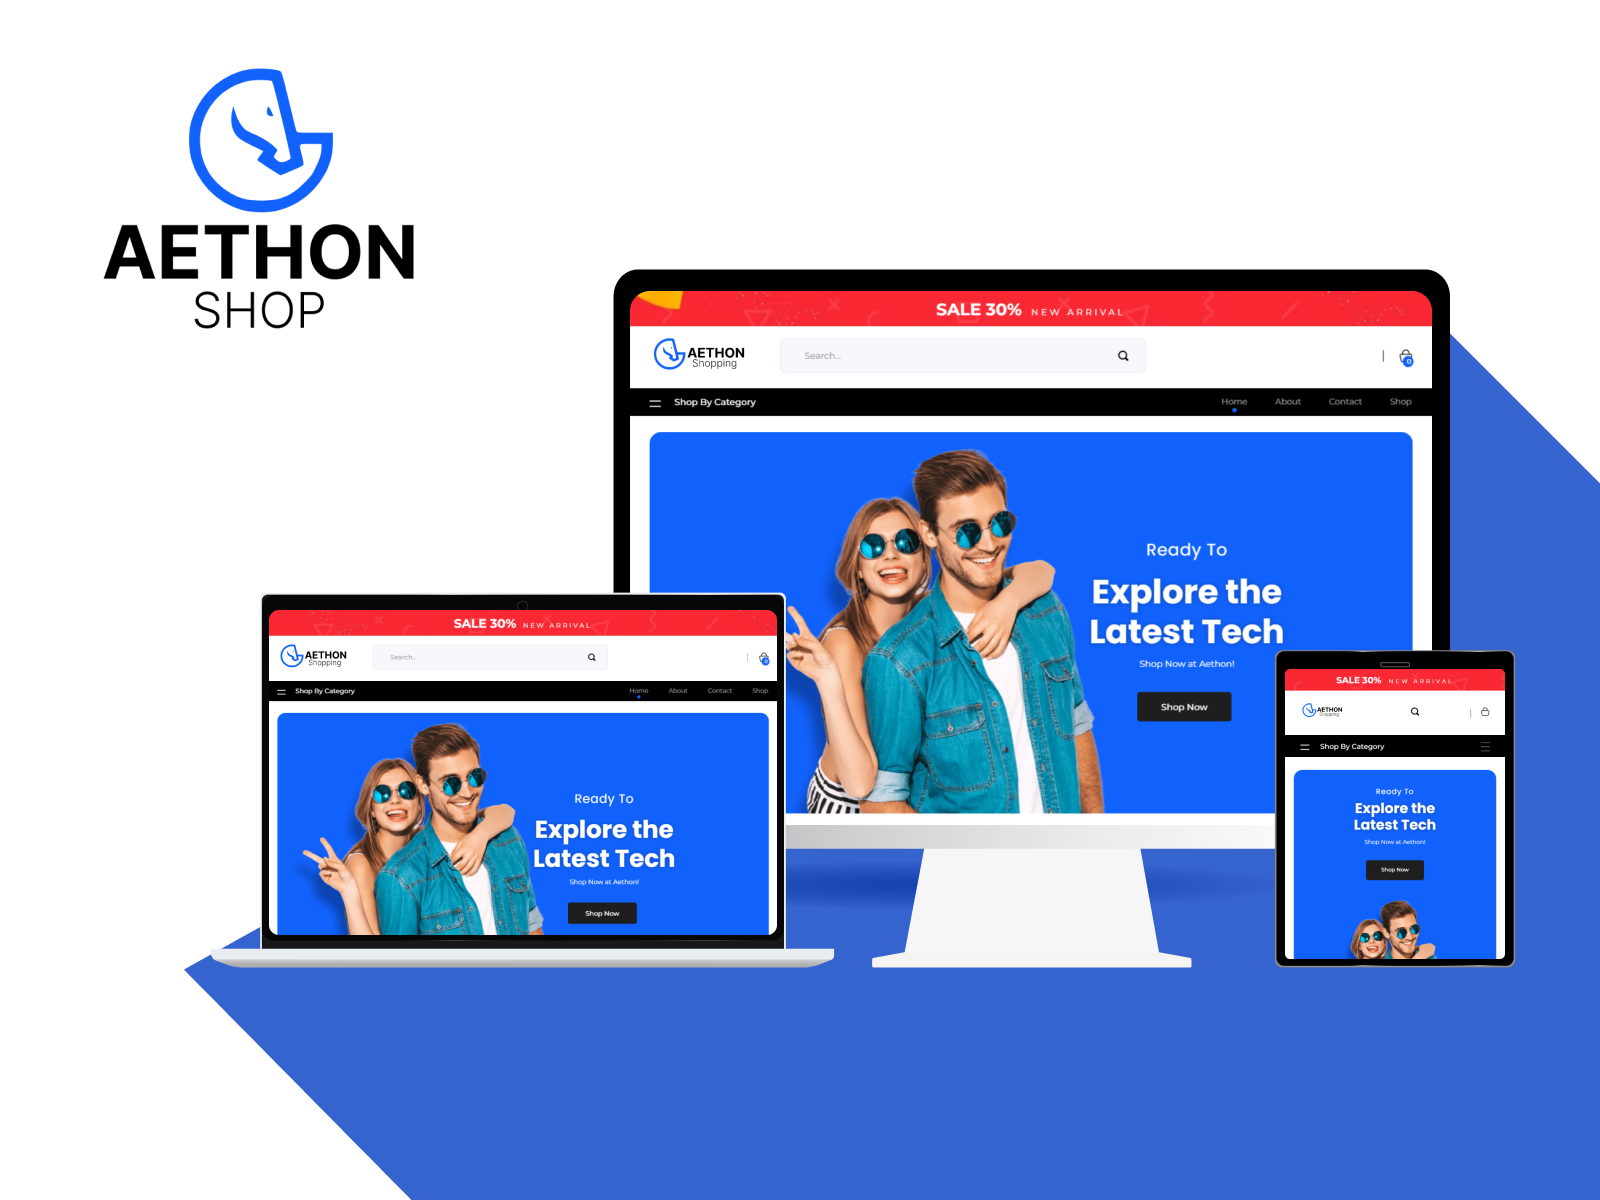 AETHON
SHOP
SALE 30% NEW ARRIVAL
AETHON
Shopping
Search...
0
Shop By Category
Home About Contact Shop
Ready To
Explore the
Latest Tech
Shop Now at Aethon!
Shop Now
SALE 30% NEW ARRIVAL
AETHON
Shopping
Search...
0
Shop By Category
Home About Contact Shop
Ready To
Explore the
Latest Tech
Shop Now at Aethon!
Shop Now
SALE 30% NEW ARRIVAL
AETHON
Shopping
Shop By Category
Ready To
Explore the
Latest Tech
Shop Now at Aethon!
Shop Now